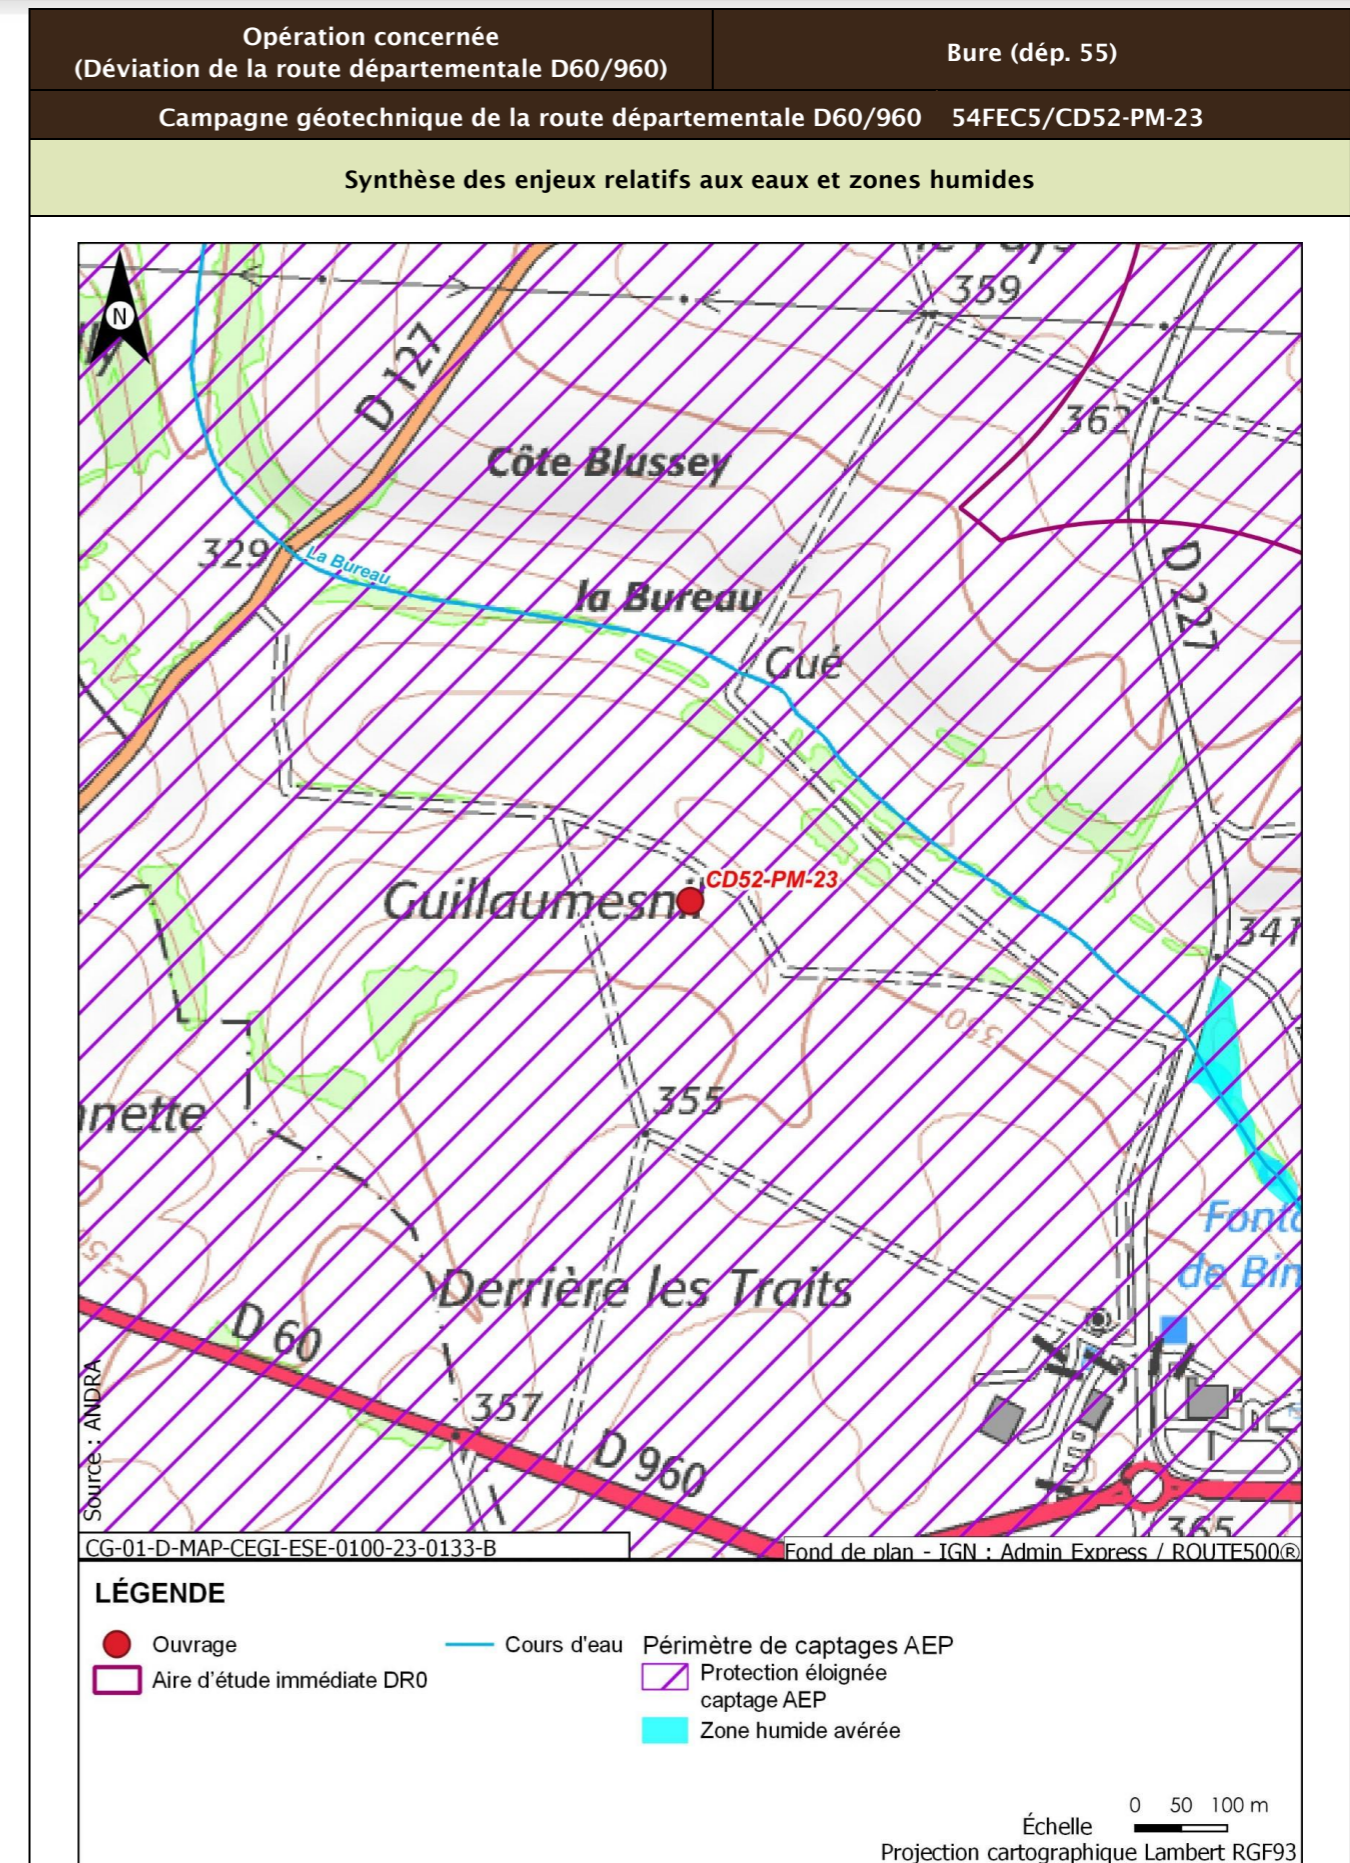 Opération concernée
(Déviation de la route départementale D60/960)
Bure (dép. 55)
Campagne géotechnique de la route départementale D60/960 54FEC5/CD52-PM-23
Synthèse des enjeux relatifs aux eaux et zones humides
N
359
D 127
362
Côte Blussey
329
La Bureau
la Bureau
D 227
Gué
CD52-PM-23
Guillaumesnil
341
350
355
nnette
Fonta
de Bin
Derrière les Traits
D 60
357
D 960
365
Source : ANDRA
CG-01-D-MAP-CEGI-ESE-0100-23-0133-B
Fond de plan - IGN : Admin Express / ROUTE500®
LÉGENDE
Ouvrage
Aire d'étude immédiate DR0
Cours d'eau
Périmètre de captages AEP
Protection éloignée
captage AEP
Zone humide avérée
0 50 100 m
Échelle
Projection cartographique Lambert RGF93